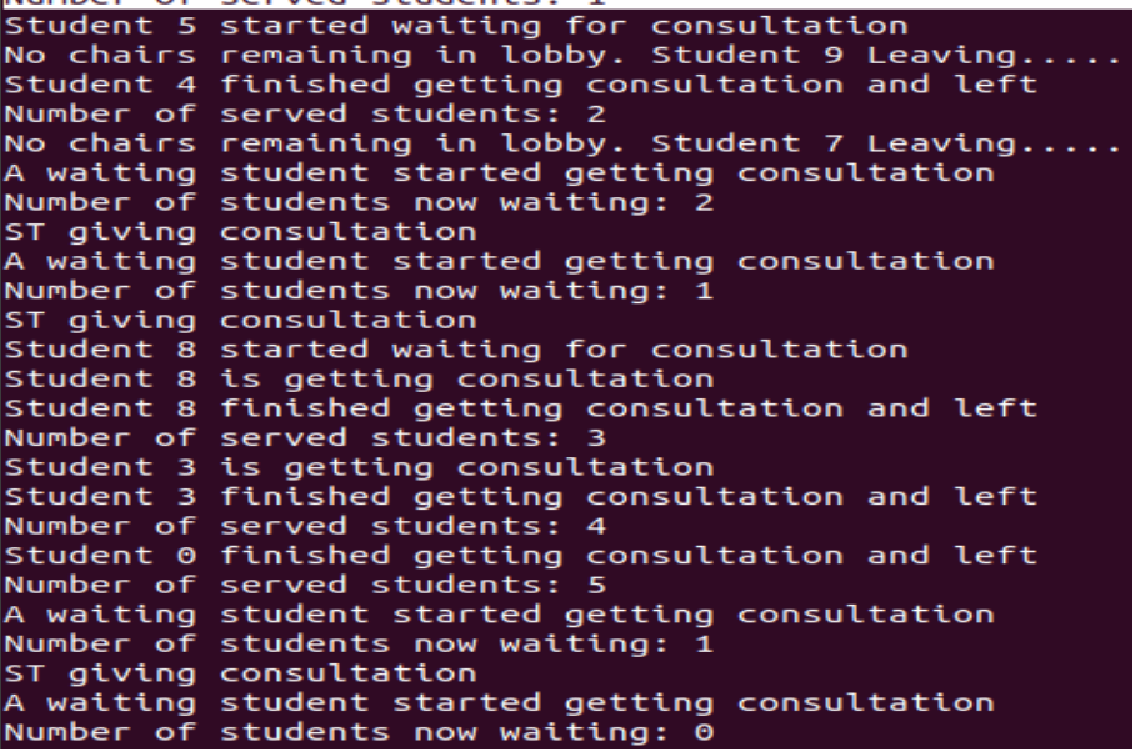 Number of served students: 1
Student 5 started waiting for consultation
No chairs remaining in lobby. Student 9 Leaving.....
Student 4 finished getting consultation and left
Number of served students: 2
No chairs remaining in lobby. Student 7 Leaving.....
A waiting student started getting consultation
Number of students now waiting: 2
ST giving consultation
A waiting student started getting consultation
Number of students now waiting: 1
ST giving consultation
Student 8 started waiting for consultation
Student 8 is getting consultation
Student 8 finished getting consultation and left
Number of served students: 3
Student 3 is getting consultation
Student 3 finished getting consultation and left
Number of served students: 4
Student 0 finished getting consultation and left
Number of served students: 5
A waiting student started getting consultation
Number of students now waiting: 1
ST giving consultation
A waiting student started getting consultation
Number of students now waiting: 0